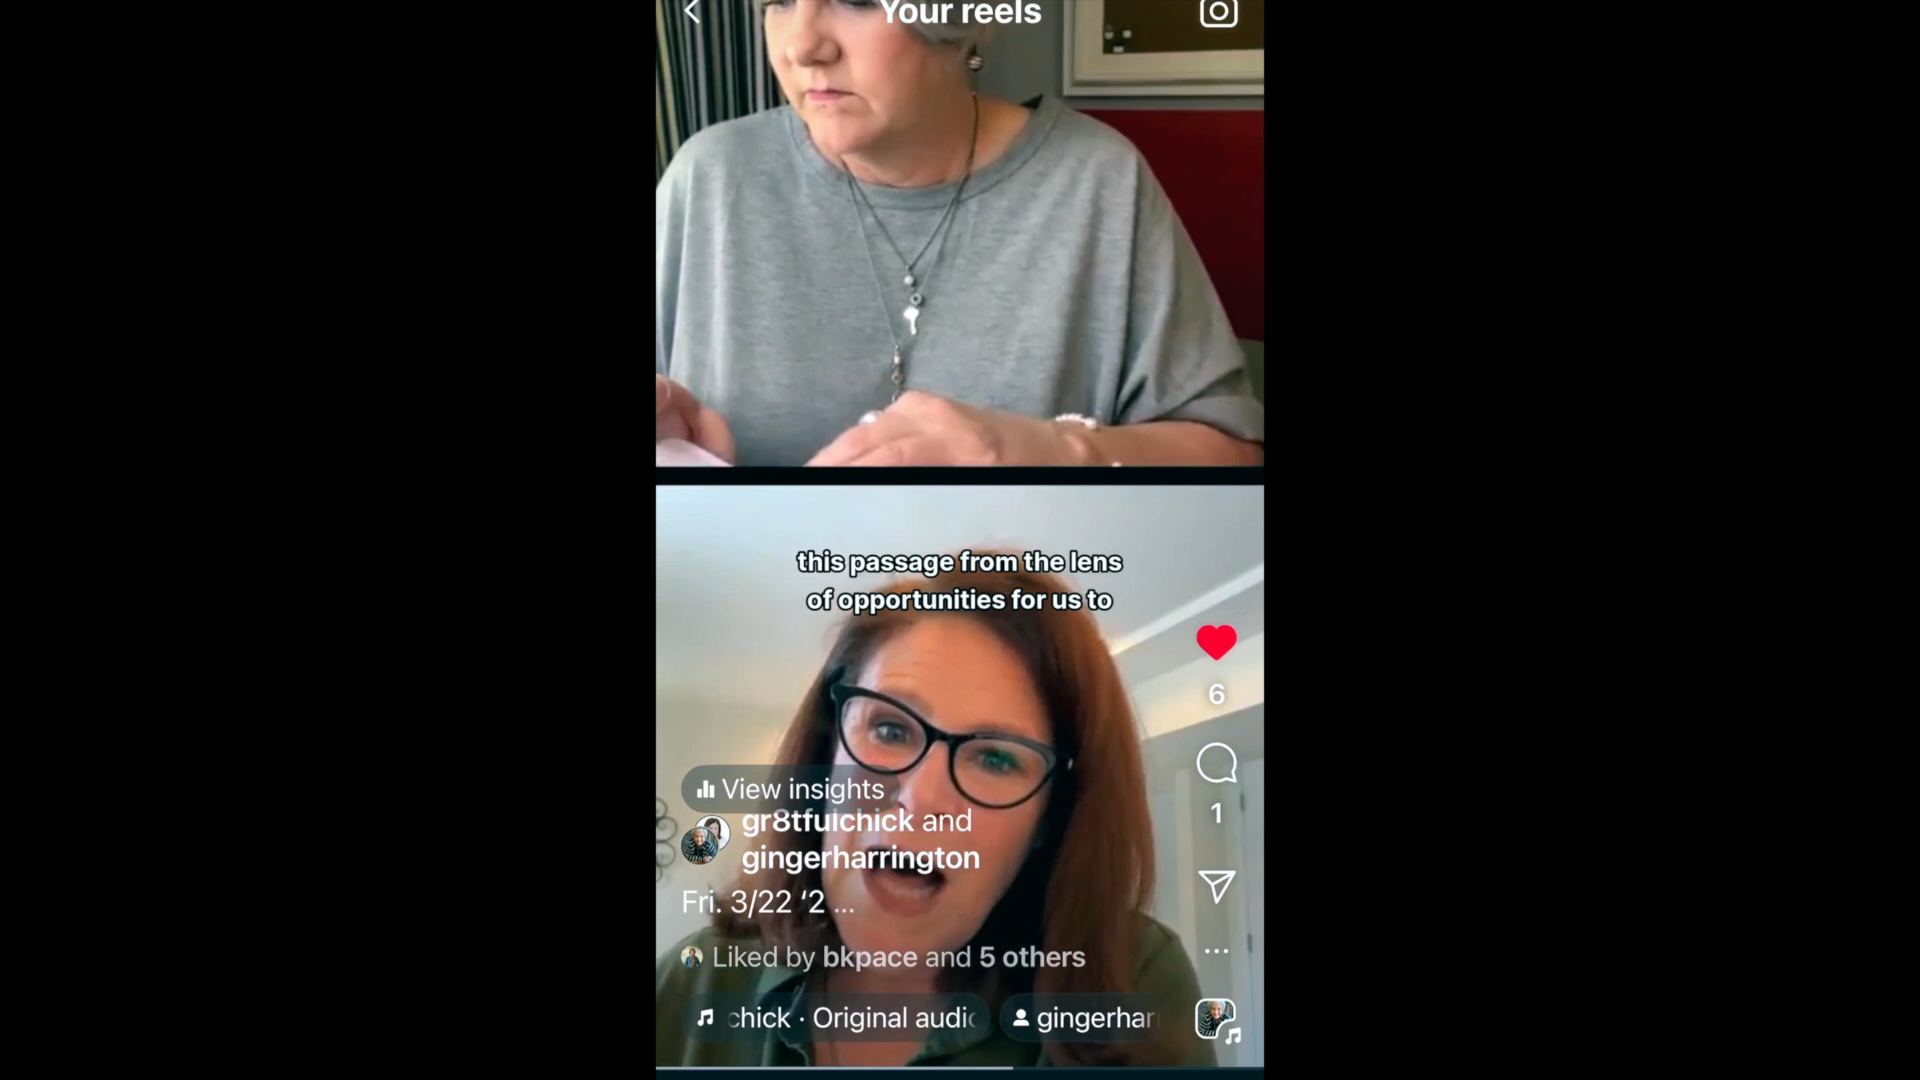 Your reels
this passage from the lens
of opportunities for us to
6
View insights
gr8tfulchick and
gingerharrington
1
Fri. 3/22 ‘2 ...
Liked by bkpace and 5 others
chick · Original audio
gingerhar